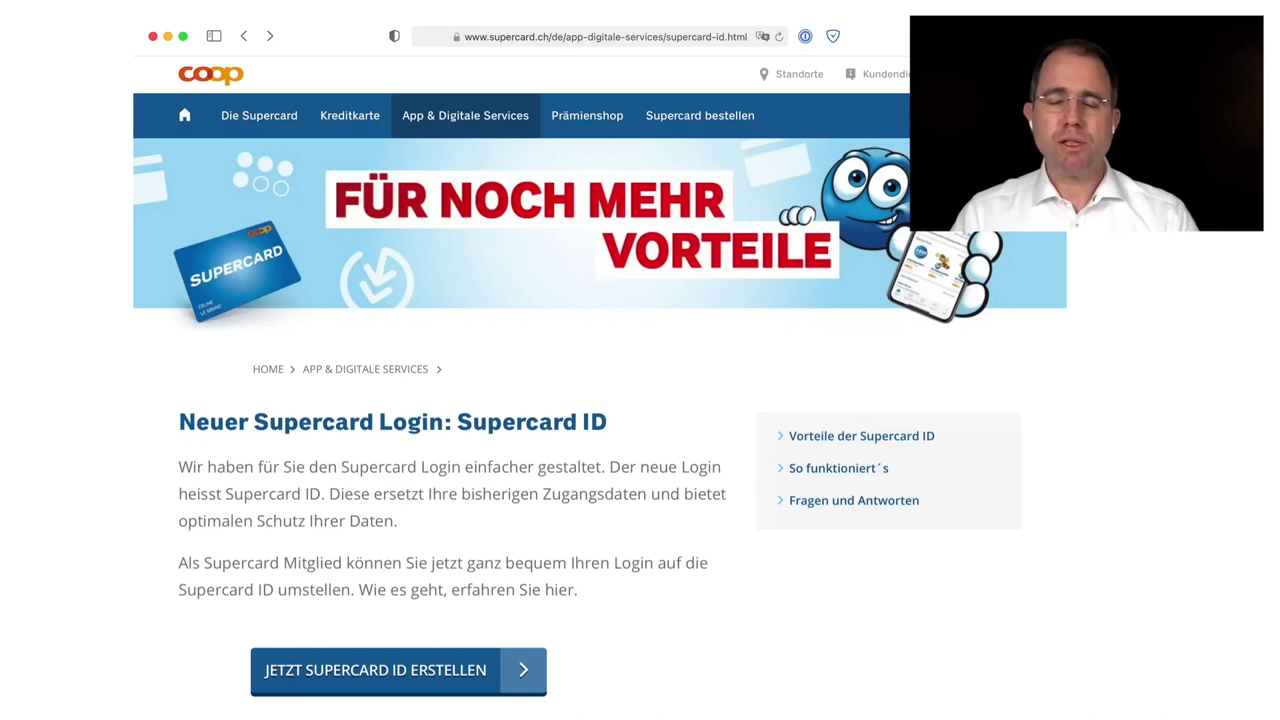 www.supercard.ch/de/app-digitale-services/supercard-id.html
coop
Standorte
Kundendi
Die Supercard
Kreditkarte
App & Digitale Services
Prämienshop
Supercard bestellen
coop
SUPERCARD
CÉLINE
LE GRAND
FÜR NOCH MEHR
VORTEILE
HOME
APP & DIGITALE SERVICES
Neuer Supercard Login: Supercard ID
Wir haben für Sie den Supercard Login einfacher gestaltet. Der neue Login
heisst Supercard ID. Diese ersetzt Ihre bisherigen Zugangsdaten und bietet
optimalen Schutz Ihrer Daten.
Als Supercard Mitglied können Sie jetzt ganz bequem Ihren Login auf die
Supercard ID umstellen. Wie es geht, erfahren Sie hier.
JETZT SUPERCARD ID ERSTELLEN
Vorteile der Supercard ID
So funktioniert´s
Fragen und Antworten